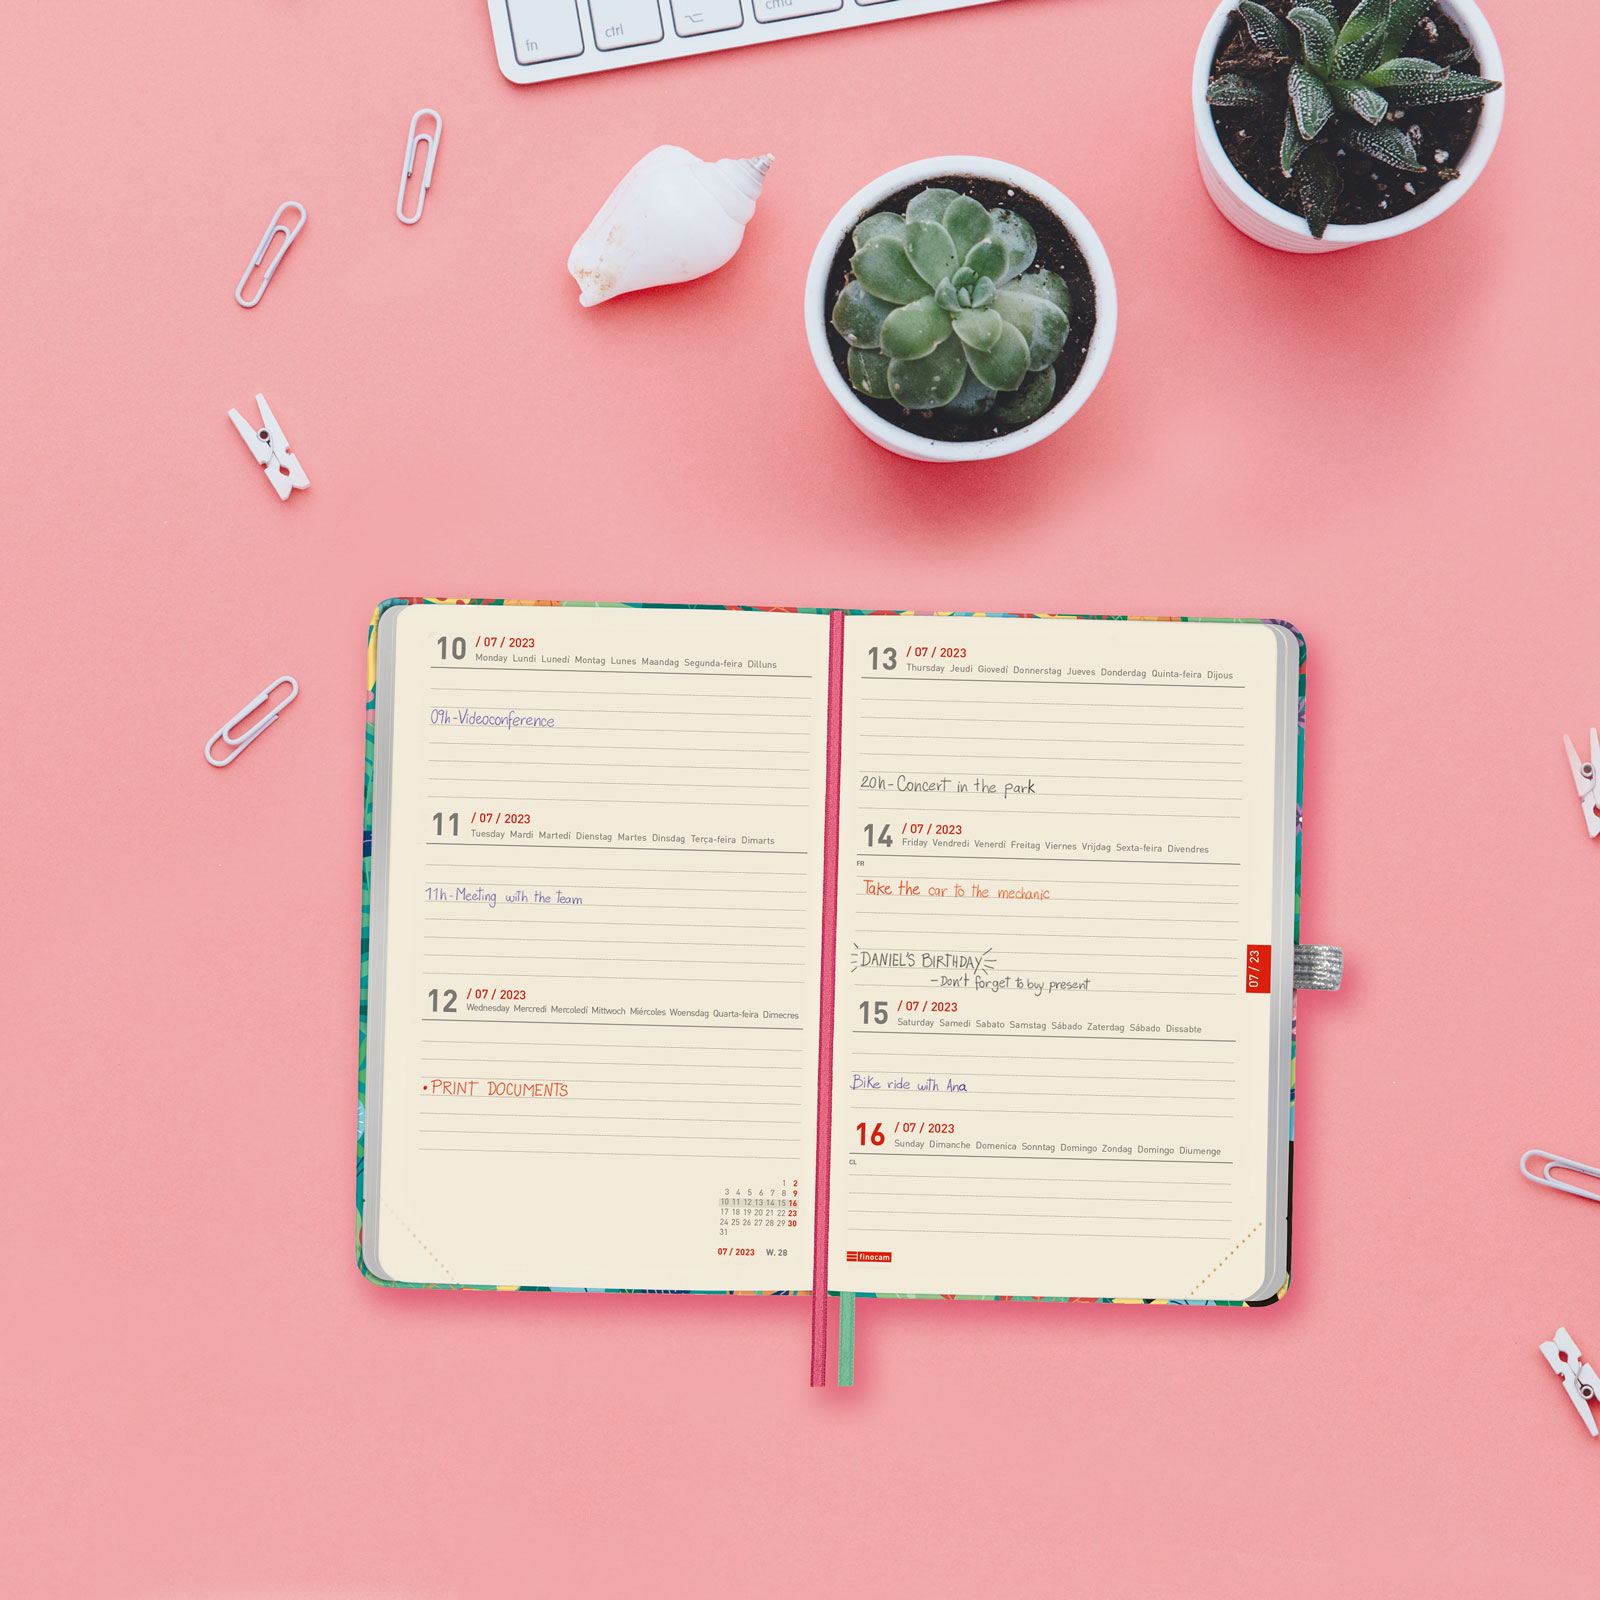 fn ctrl ⌥ cmd
10 / 07 / 2023
Monday Lundi Lunedí Montag Lunes Maandag Segunda-feira Dilluns
09h-Videoconference
11 / 07 / 2023
Tuesday Mardi Martedí Dienstag Martes Dinsdag Terça-feira Dimarts
11h-Meeting with the team
12 / 07 / 2023
Wednesday Mercredi Mercoledí Mittwoch Miércoles Woensdag Quarta-feira Dimecres
• PRINT DOCUMENTS
1 2
3 4 5 6 7 8 9
10 11 12 13 14 15 16
17 18 19 20 21 22 23
24 25 26 27 28 29 30
31
07 / 2023 W. 28
13 / 07 / 2023
Thursday Jeudi Giovedí Donnerstag Jueves Donderdag Quinta-feira Dijous
20h-Concert in the park
14 / 07 / 2023
Friday Vendredi Venerdí Freitag Viernes Vrijdag Sexta-feira Divendres
FR
Take the car to the mechanic
DANIEL'S BIRTHDAY
-Don't forget to buy present
07 / 23
15 / 07 / 2023
Saturday Samedi Sabato Samstag Sábado Zaterdag Sábado Dissabte
Bike ride with Ana
16 / 07 / 2023
Sunday Dimanche Domenica Sonntag Domingo Zondag Domingo Diumenge
CL
finocam